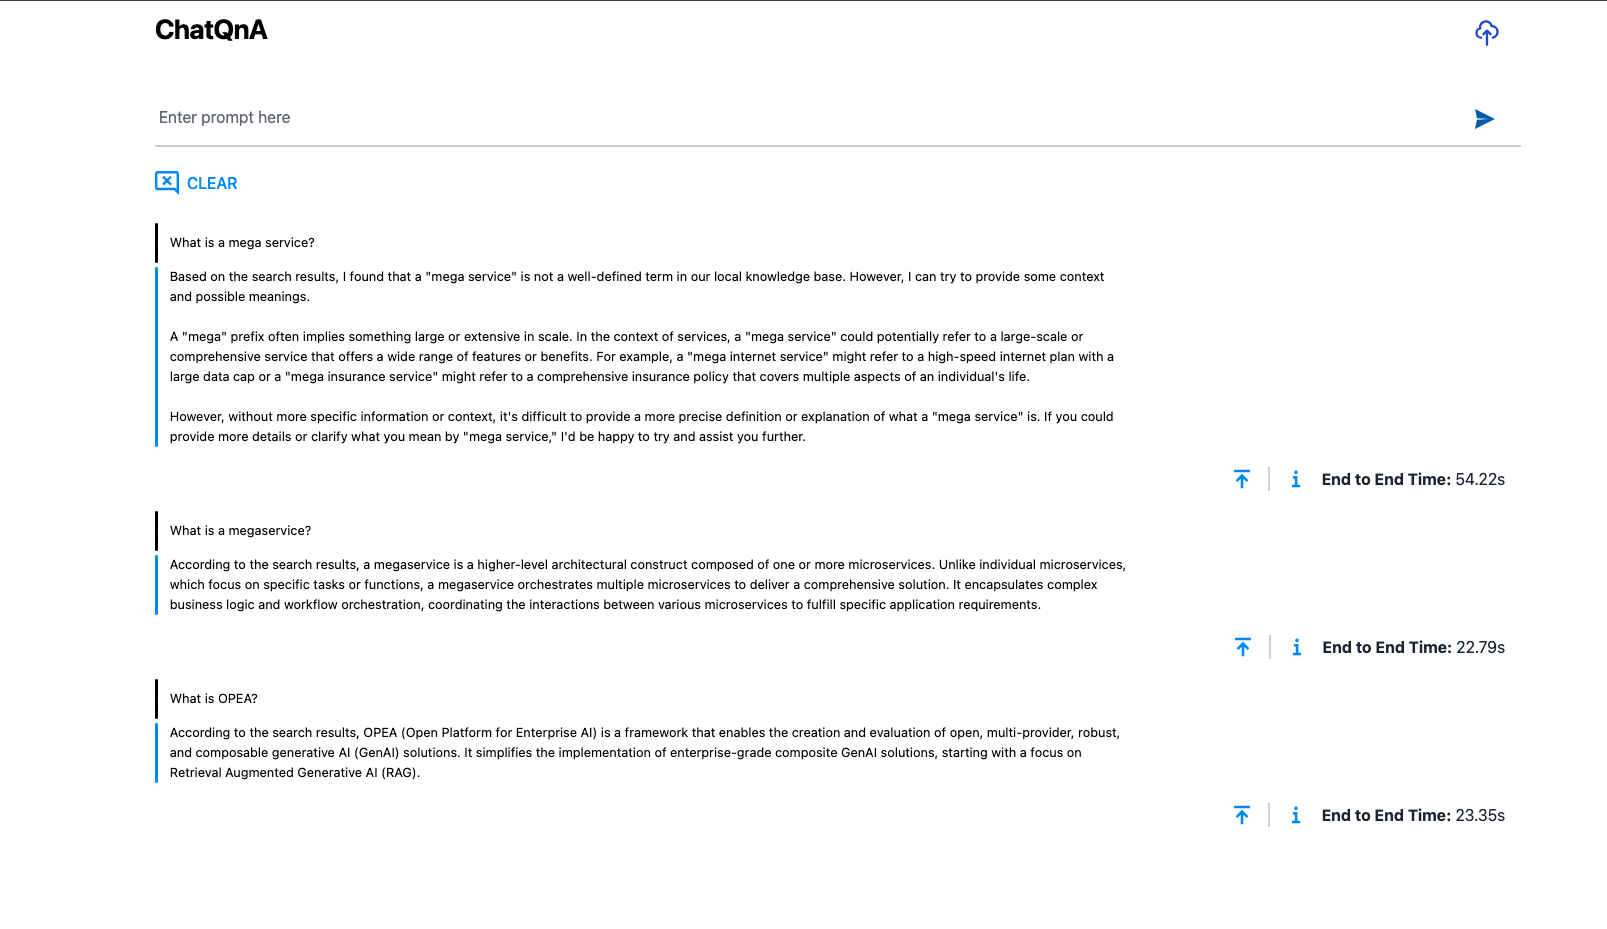 ChatQnA
Enter prompt here
CLEAR
What is a mega service?
Based on the search results, I found that a "mega service" is not a well-defined term in our local knowledge base. However, I can try to provide some context
and possible meanings.
A "mega" prefix often implies something large or extensive in scale. In the context of services, a "mega service" could potentially refer to a large-scale or
comprehensive service that offers a wide range of features or benefits. For example, a "mega internet service" might refer to a high-speed internet plan with a
large data cap or a "mega insurance service" might refer to a comprehensive insurance policy that covers multiple aspects of an individual's life.
However, without more specific information or context, it's difficult to provide a more precise definition or explanation of what a "mega service" is. If you could
provide more details or clarify what you mean by "mega service," I'd be happy to try and assist you further.
End to End Time: 54.22s
What is a megaservice?
According to the search results, a megaservice is a higher-level architectural construct composed of one or more microservices. Unlike individual microservices,
which focus on specific tasks or functions, a megaservice orchestrates multiple microservices to deliver a comprehensive solution. It encapsulates complex
business logic and workflow orchestration, coordinating the interactions between various microservices to fulfill specific application requirements.
End to End Time: 22.79s
What is OPEA?
According to the search results, OPEA (Open Platform for Enterprise AI) is a framework that enables the creation and evaluation of open, multi-provider, robust,
and composable generative AI (GenAI) solutions. It simplifies the implementation of enterprise-grade composite GenAI solutions, starting with a focus on
Retrieval Augmented Generative AI (RAG).
End to End Time: 23.35s